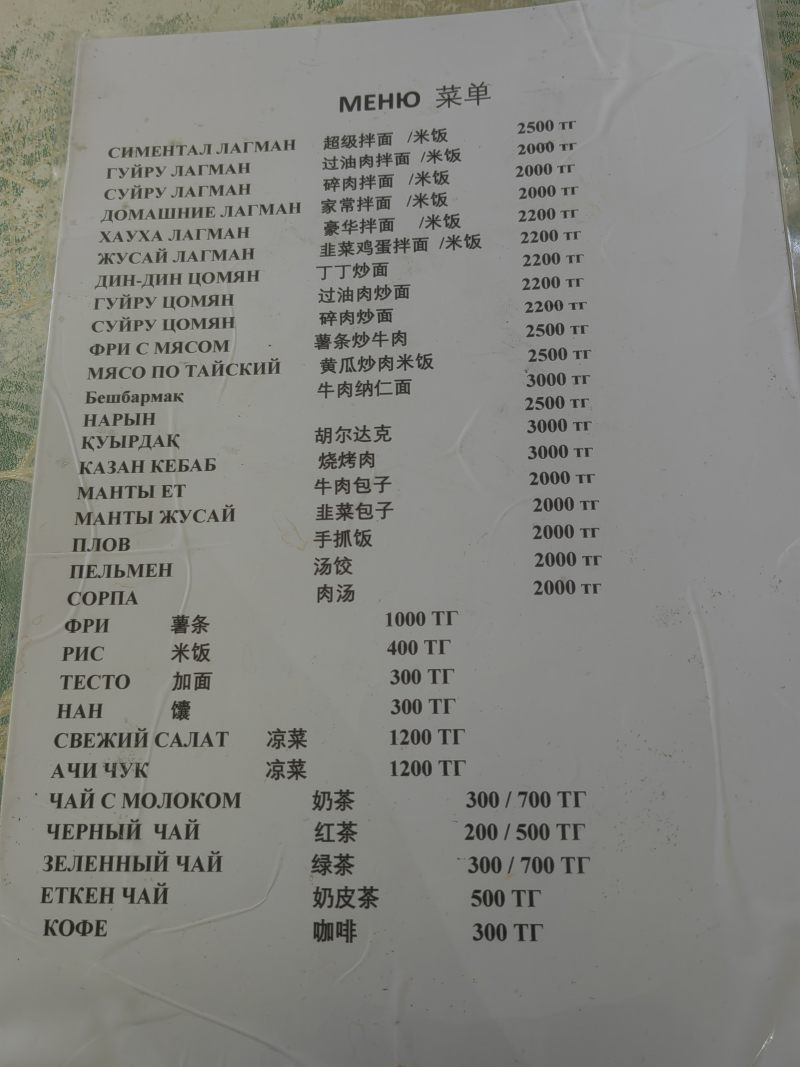 МЕНЮ 菜单
СИМЕНТАЛ ЛАГМАН 超级拌面 /米饭 2500 тг
ГУЙРУ ЛАГМАН 过油肉拌面 /米饭 2000 тг
СУЙРУ ЛАГМАН 碎肉拌面 /米饭 2000 тг
ДОМАШНИЕ ЛАГМАН 家常拌面 /米饭 2000 тг
ХАУХА ЛАГМАН 豪华拌面 /米饭 2200 тг
ЖУСАЙ ЛАГМАН 韭菜鸡蛋拌面 /米饭 2200 тг
ДИН-ДИН ЦОМЯН 丁丁炒面 2200 тг
ГУЙРУ ЦОМЯН 过油肉炒面 2200 тг
СУЙРУ ЦОМЯН 碎肉炒面 2200 тг
ФРИ С МЯСОМ 薯条炒牛肉 2500 тг
МЯСО ПО ТАЙСКИЙ 黄瓜炒肉米饭 2500 тг
Бешбармақ 牛肉纳仁面 3000 тг
НАРЫН 2500 тг
ҚУЫРДАҚ 胡尔达克 3000 тг
КАЗАН КЕБАБ 烧烤肉 3000 тг
МАНТЫ ЕТ 牛肉包子 2000 тг
МАНТЫ ЖУСАЙ 韭菜包子 2000 тг
ПЛОВ 手抓饭 2000 тг
ПЕЛЬМЕН 汤饺 2000 тг
СОРПА 肉汤 2000 тг
ФРИ 薯条 1000 ТГ
РИС 米饭 400 ТГ
ТЕСТО 加面 300 ТГ
НАН 馕 300 ТГ
СВЕЖИЙ САЛАТ 凉菜 1200 ТГ
АЧИ ЧУК 凉菜 1200 ТГ
ЧАЙ С МОЛОКОМ 奶茶 300 / 700 ТГ
ЧЕРНЫЙ ЧАЙ 红茶 200 / 500 ТГ
ЗЕЛЕННЫЙ ЧАЙ 绿茶 300 / 700 ТГ
ЕТКЕН ЧАЙ 奶皮茶 500 ТГ
КОФЕ 咖啡 300 ТГ